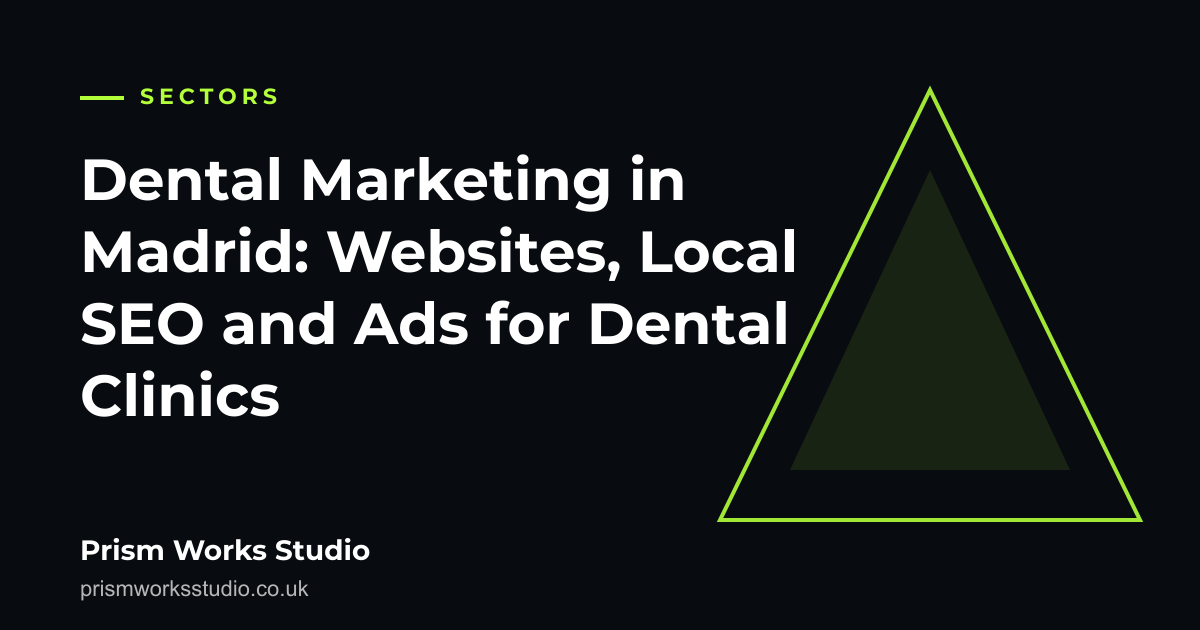 SECTORS
Dental Marketing in
Madrid: Websites, Local
SEO and Ads for Dental
Clinics
Prism Works Studio
prismworksstudio.co.uk